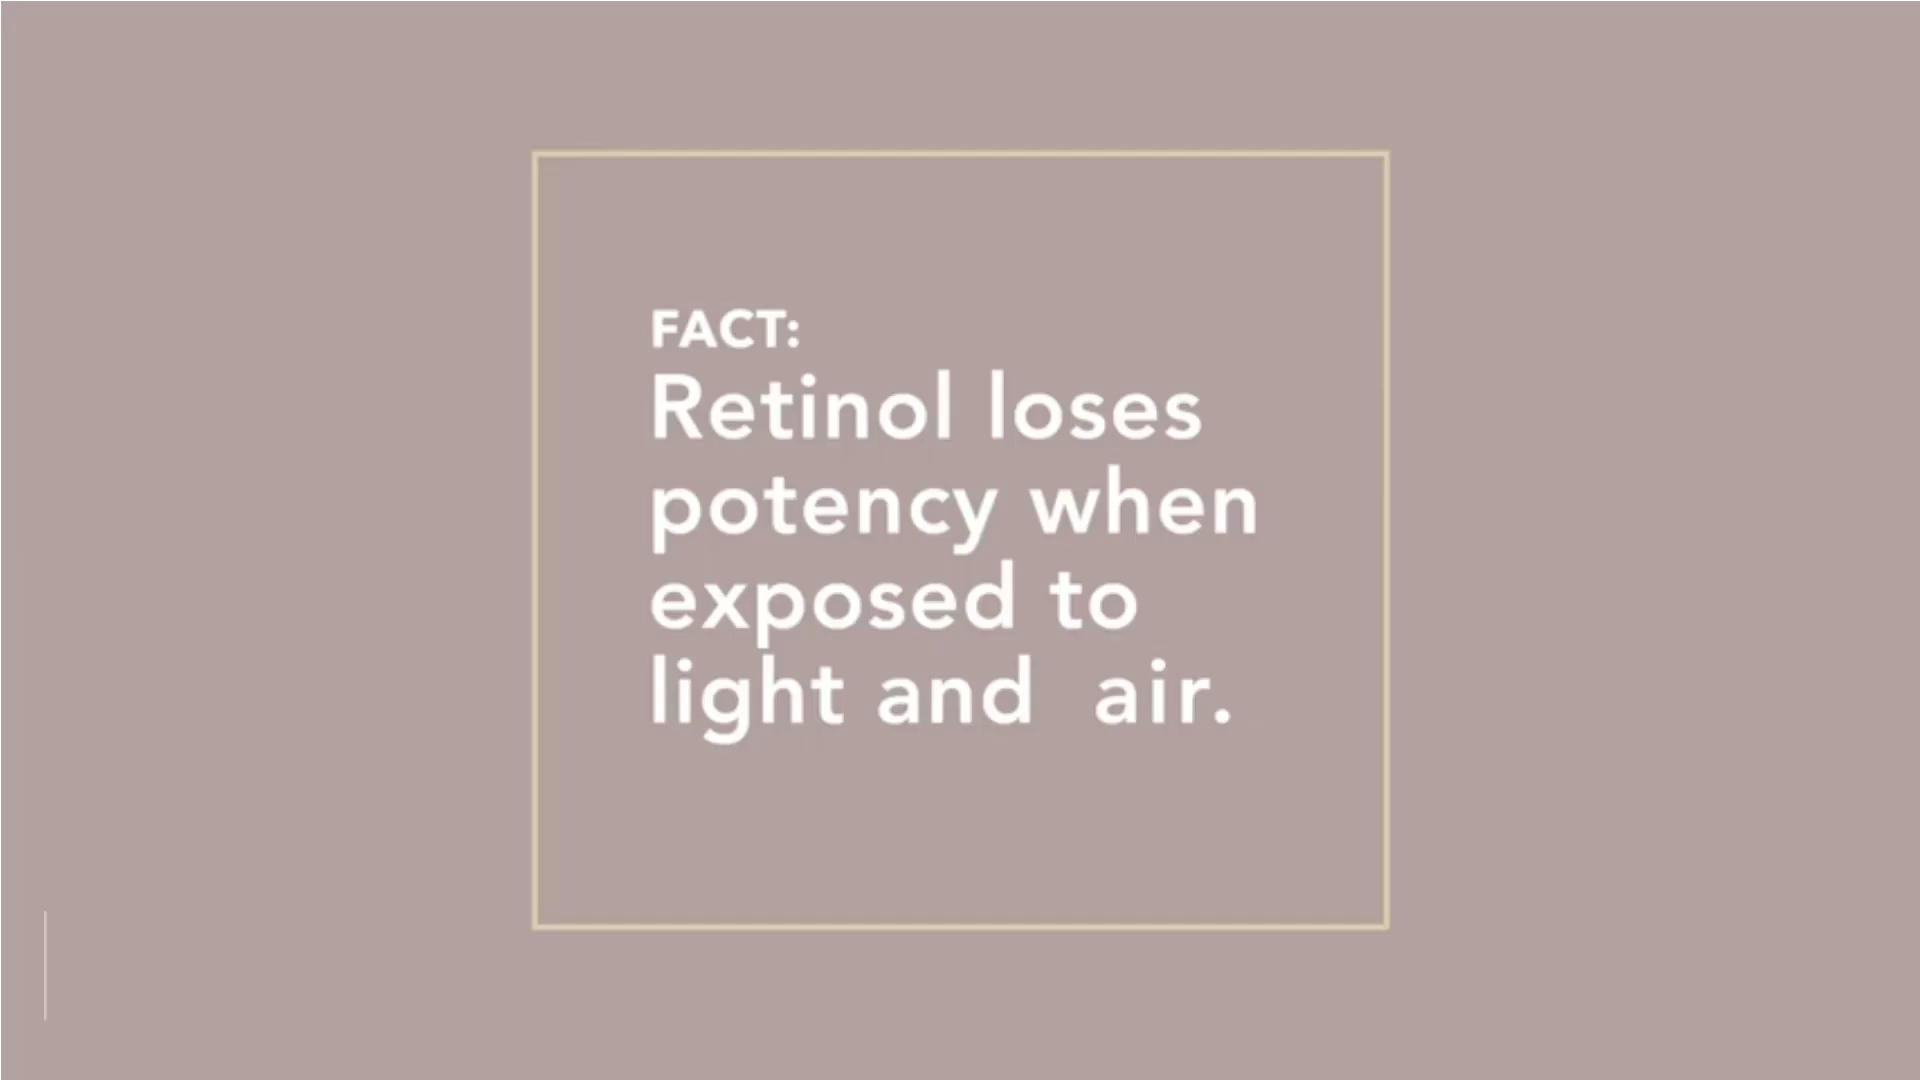 FACT:
Retinol loses
potency when
exposed to
light and  air.